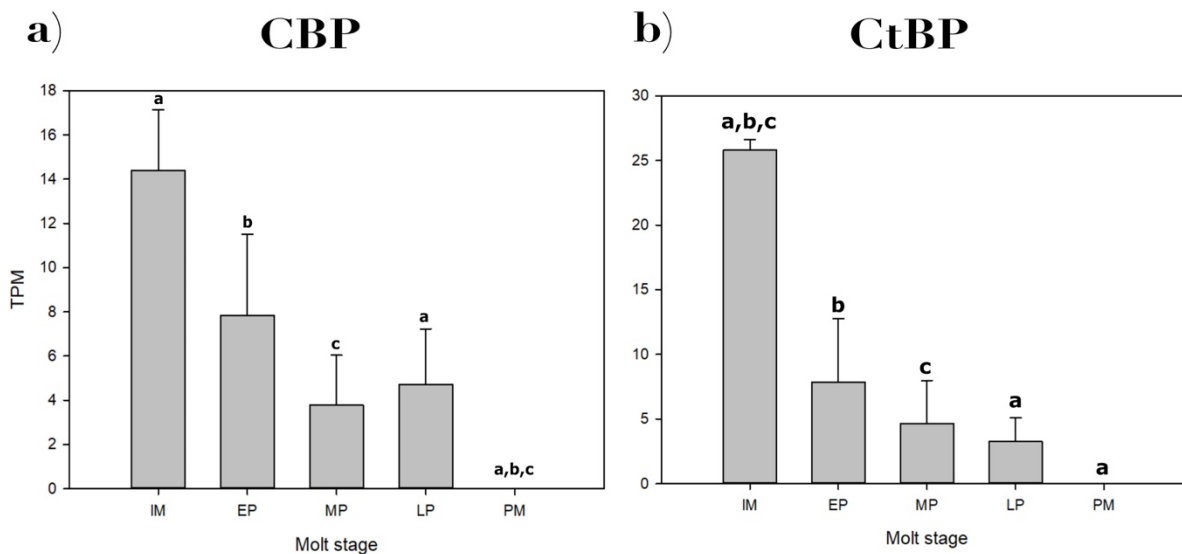 a) CBP
18
16
14
12
10
8
6
4
2
0
TPM
a
b
c
a
a,b,c
IM EP MP LP PM
Molt stage
b) CtBP
30
25
20
15
10
5
0
a,b,c
b
c
a
a
IM EP MP LP PM
Molt stage